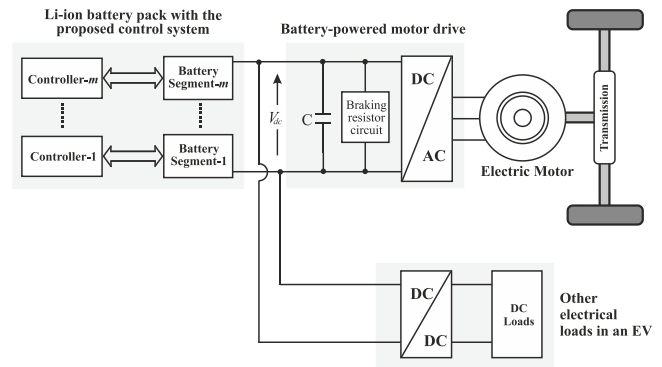 Li-ion battery pack with the
proposed control system
Battery-powered motor drive
Controller-m
Battery
Segment-m
Controller-1
Battery
Segment-1
Vdc
C
Braking
resistor
circuit
DC
AC
Electric Motor
Transmission
DC
DC
DC
Loads
Other
electrical
loads in an EV